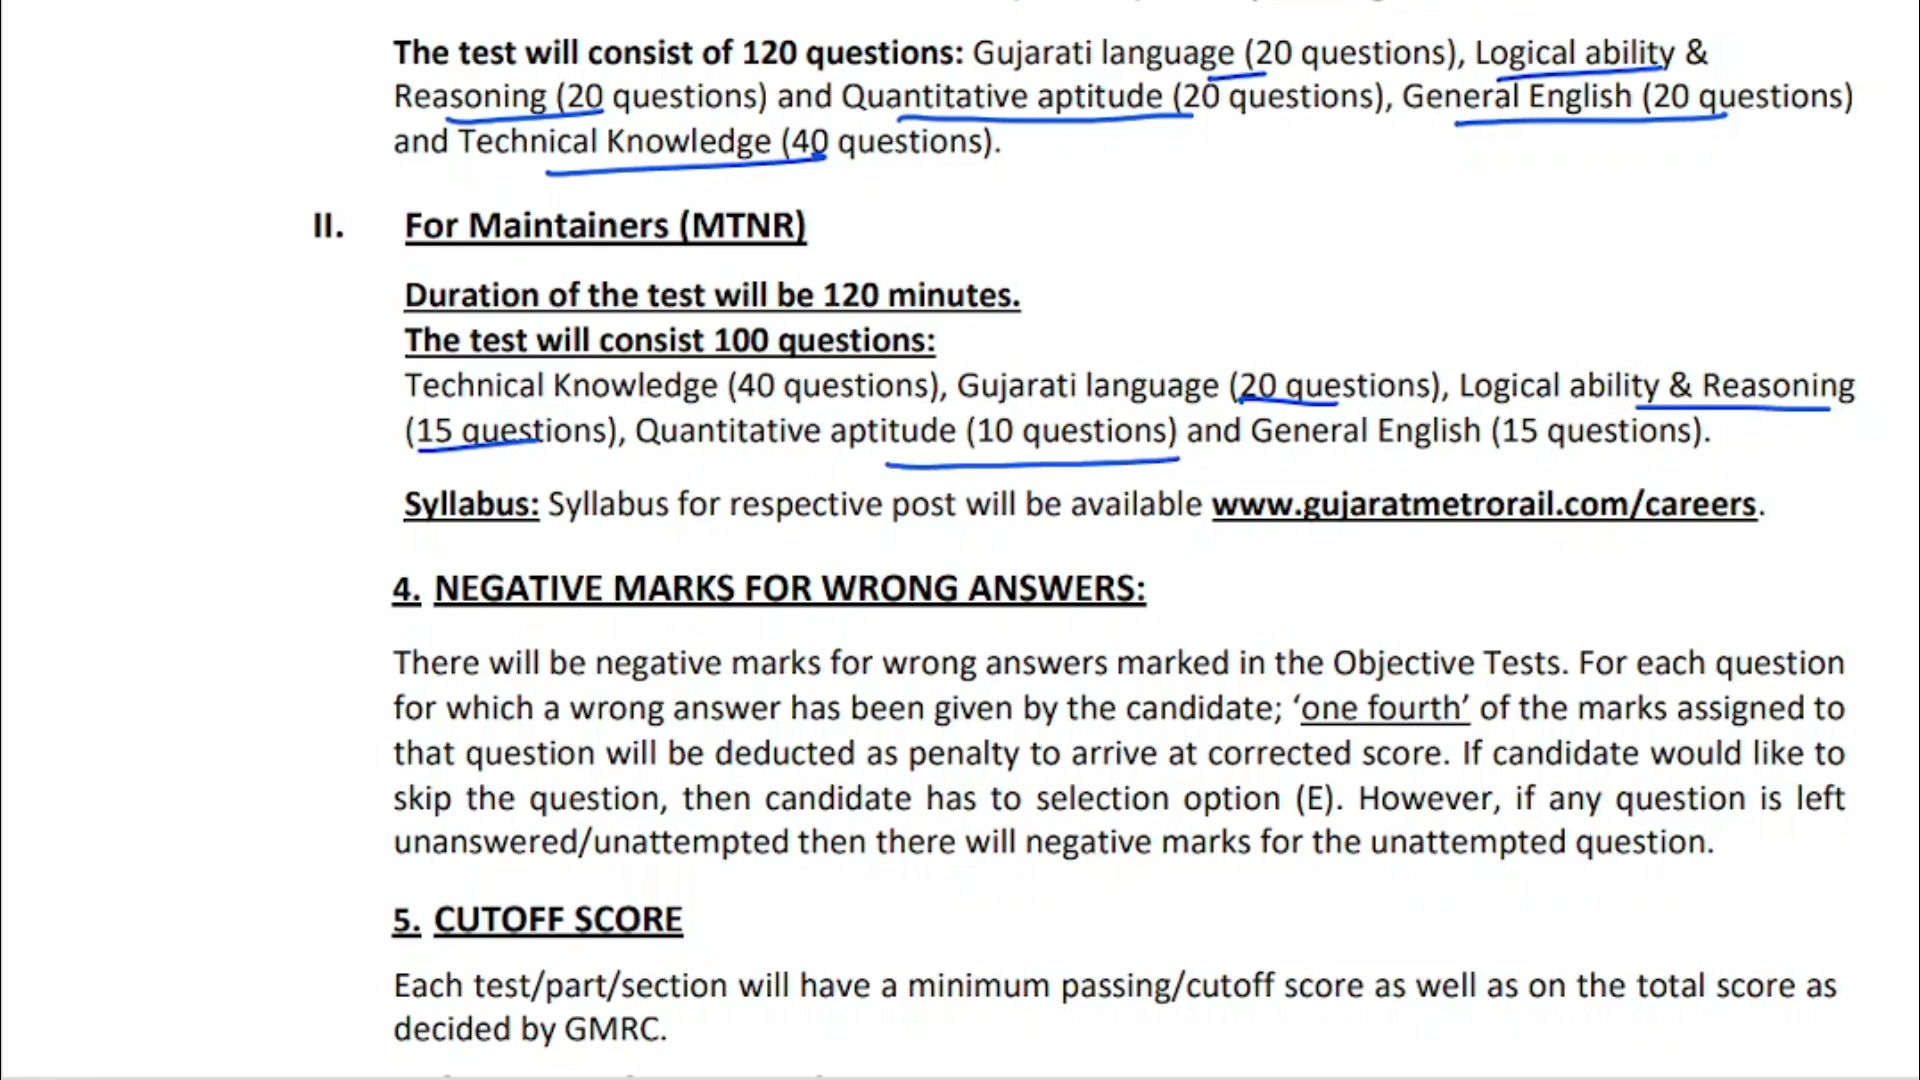 The test will consist of 120 questions: Gujarati language (20 questions), Logical ability &
Reasoning (20 questions) and Quantitative aptitude (20 questions), General English (20 questions)
and Technical Knowledge (40 questions).
II. For Maintainers (MTNR)
Duration of the test will be 120 minutes.
The test will consist 100 questions:
Technical Knowledge (40 questions), Gujarati language (20 questions), Logical ability & Reasoning
(15 questions), Quantitative aptitude (10 questions) and General English (15 questions).
Syllabus: Syllabus for respective post will be available www.gujaratmetrorail.com/careers.
4. NEGATIVE MARKS FOR WRONG ANSWERS:
There will be negative marks for wrong answers marked in the Objective Tests. For each question
for which a wrong answer has been given by the candidate; ‘one fourth’ of the marks assigned to
that question will be deducted as penalty to arrive at corrected score. If candidate would like to
skip the question, then candidate has to selection option (E). However, if any question is left
unanswered/unattempted then there will negative marks for the unattempted question.
5. CUTOFF SCORE
Each test/part/section will have a minimum passing/cutoff score as well as on the total score as
decided by GMRC.